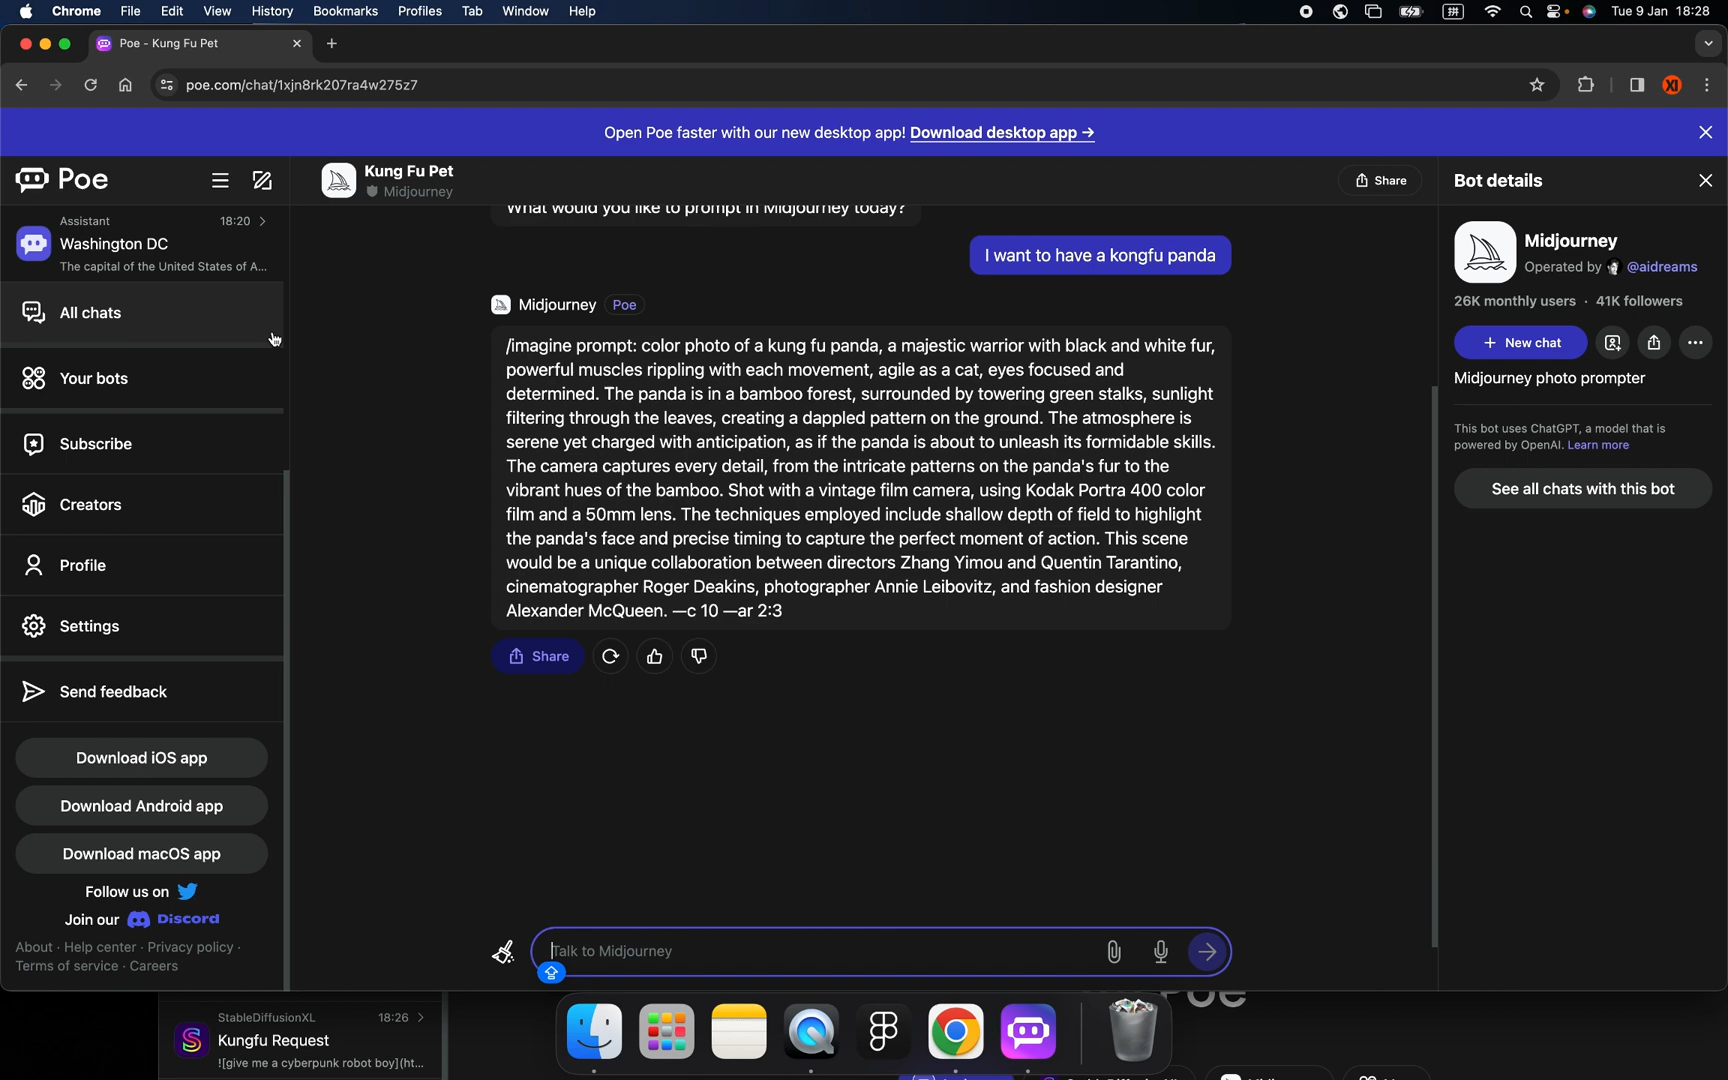 Chrome File Edit View History Bookmarks Profiles Tab Window Help
拼 Tue 9 Jan 18:28
Poe - Kung Fu Pet
poe.com/chat/1xjn8rk207ra4w275z7
XI
Open Poe faster with our new desktop app! Download desktop app →
Poe
Assistant 18:20
Washington DC
The capital of the United States of A...
All chats
Your bots
Subscribe
Creators
Profile
Settings
Send feedback
Download iOS app
Download Android app
Download macOS app
Follow us on
Join our Discord
About · Help center · Privacy policy ·
Terms of service · Careers
Kung Fu Pet
Midjourney
Share
What would you like to prompt in Midjourney today?
I want to have a kongfu panda
Midjourney Poe
/imagine prompt: color photo of a kung fu panda, a majestic warrior with black and white fur,
powerful muscles rippling with each movement, agile as a cat, eyes focused and
determined. The panda is in a bamboo forest, surrounded by towering green stalks, sunlight
filtering through the leaves, creating a dappled pattern on the ground. The atmosphere is
serene yet charged with anticipation, as if the panda is about to unleash its formidable skills.
The camera captures every detail, from the intricate patterns on the panda's fur to the
vibrant hues of the bamboo. Shot with a vintage film camera, using Kodak Portra 400 color
film and a 50mm lens. The techniques employed include shallow depth of field to highlight
the panda's face and precise timing to capture the perfect moment of action. This scene
would be a unique collaboration between directors Zhang Yimou and Quentin Tarantino,
cinematographer Roger Deakins, photographer Annie Leibovitz, and fashion designer
Alexander McQueen. —c 10 —ar 2:3
Share
Talk to Midjourney
Bot details
Midjourney
Operated by @aidreams
26K monthly users · 41K followers
+ New chat
Midjourney photo prompter
This bot uses ChatGPT, a model that is
powered by OpenAI. Learn more
See all chats with this bot
Poe
StableDiffusionXL 18:26
Kungfu Request
![give me a cyberpunk robot boy](ht...